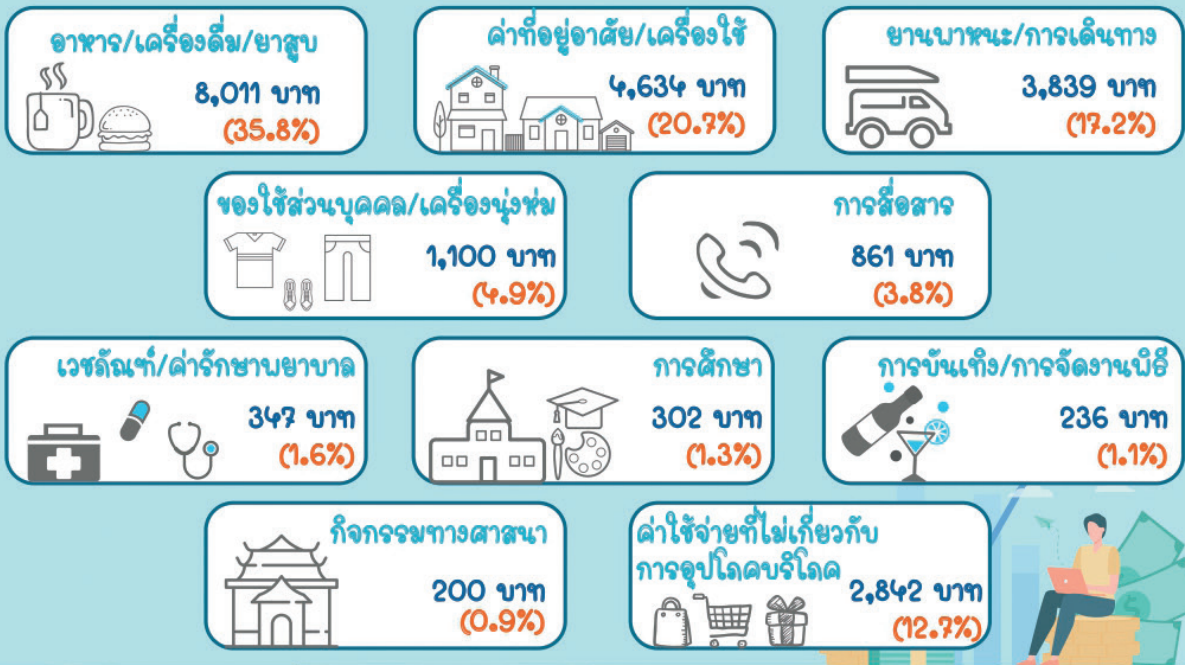 อาหาร/เครื่องดื่ม/ยาสูบ
8,011 บาท
(35.8%)
ค่าที่อยู่อาศัย/เครื่องใช้
4,634 บาท
(20.7%)
ยานพาหนะ/การเดินทาง
3,839 บาท
(17.2%)
ของใช้ส่วนบุคคล/เครื่องนุ่งห่ม
1,100 บาท
(4.9%)
การสื่อสาร
861 บาท
(3.8%)
เวชภัณฑ์/ค่ารักษาพยาบาล
347 บาท
(1.6%)
การศึกษา
302 บาท
(1.3%)
การบันเทิง/การจัดงานพิธี
236 บาท
(1.1%)
กิจกรรมทางศาสนา
200 บาท
(0.9%)
ค่าใช้จ่ายที่ไม่เกี่ยวกับ
การอุปโภคบริโภค
2,842 บาท
(12.7%)